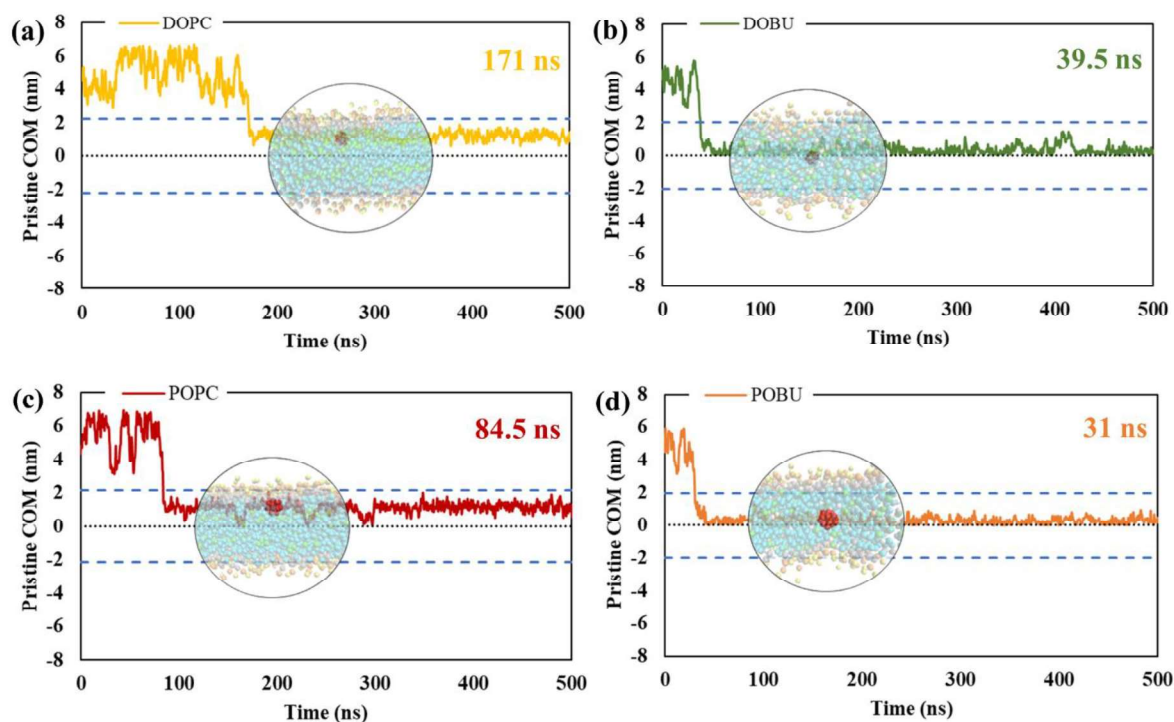 (a)
DOPC
171 ns
Pristine COM (nm)
8
6
4
2
0
-2
-4
-6
-8
0 100 200 300 400 500
Time (ns)
(b)
DOBU
39.5 ns
Pristine COM (nm)
8
6
4
2
0
-2
-4
-6
-8
0 100 200 300 400 500
Time (ns)
(c)
POPC
84.5 ns
Pristine COM (nm)
8
6
4
2
0
-2
-4
-6
-8
0 100 200 300 400 500
Time (ns)
(d)
POBU
31 ns
Pristine COM (nm)
8
6
4
2
0
-2
-4
-6
-8
0 100 200 300 400 500
Time (ns)